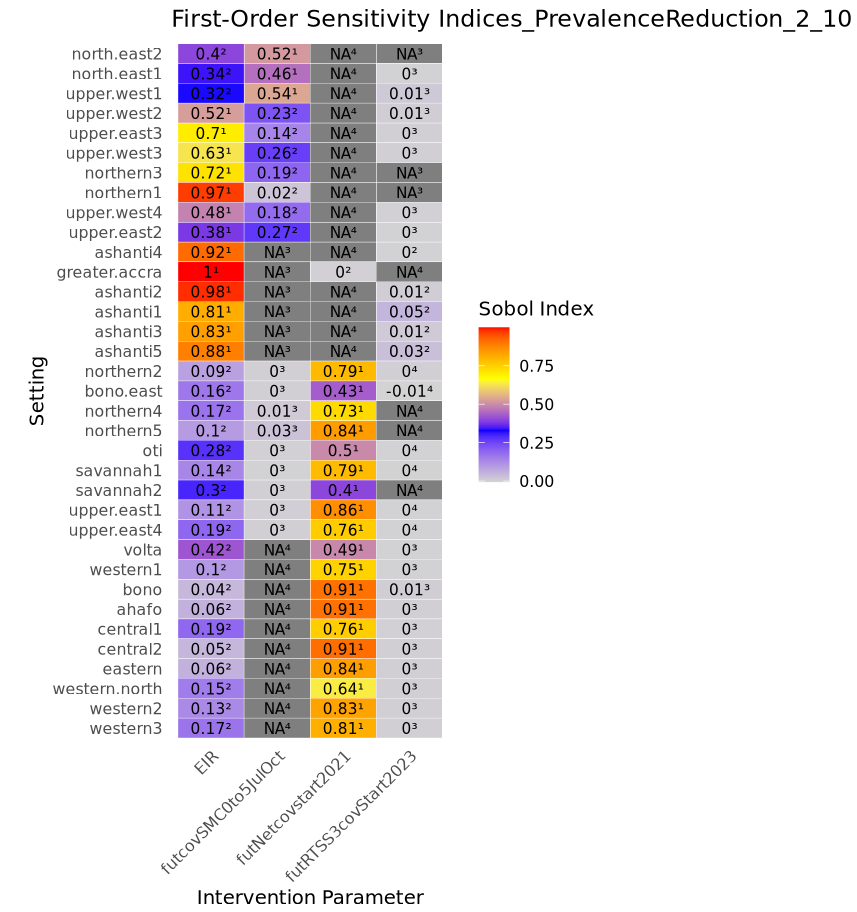 First-Order Sensitivity Indices_PrevalenceReduction_2_10
north.east2 0.4² 0.52¹ NA⁴ NA³
north.east1 0.34² 0.46¹ NA⁴ 0³
upper.west1 0.32² 0.54¹ NA⁴ 0.01³
upper.west2 0.52¹ 0.23² NA⁴ 0.01³
upper.east3 0.7¹ 0.14² NA⁴ 0³
upper.west3 0.63¹ 0.26² NA⁴ 0³
northern3 0.72¹ 0.19² NA⁴ NA³
northern1 0.97¹ 0.02² NA⁴ NA³
upper.west4 0.48¹ 0.18² NA⁴ 0³
upper.east2 0.38¹ 0.27² NA⁴ 0³
ashanti4 0.92¹ NA³ NA⁴ 0²
greater.accra 1¹ NA³ 0² NA⁴
ashanti2 0.98¹ NA³ NA⁴ 0.01²
ashanti1 0.81¹ NA³ NA⁴ 0.05²
ashanti3 0.83¹ NA³ NA⁴ 0.01²
ashanti5 0.88¹ NA³ NA⁴ 0.03²
northern2 0.09² 0³ 0.79¹ 0⁴
bono.east 0.16² 0³ 0.43¹ -0.01⁴
northern4 0.17² 0.01³ 0.73¹ NA⁴
northern5 0.1² 0.03³ 0.84¹ NA⁴
oti 0.28² 0³ 0.5¹ 0⁴
savannah1 0.14² 0³ 0.79¹ 0⁴
savannah2 0.3² 0³ 0.4¹ NA⁴
upper.east1 0.11² 0³ 0.86¹ 0⁴
upper.east4 0.19² 0³ 0.76¹ 0⁴
volta 0.42² NA⁴ 0.49¹ 0³
western1 0.1² NA⁴ 0.75¹ 0³
bono 0.04² NA⁴ 0.91¹ 0.01³
ahafo 0.06² NA⁴ 0.91¹ 0³
central1 0.19² NA⁴ 0.76¹ 0³
central2 0.05² NA⁴ 0.91¹ 0³
eastern 0.06² NA⁴ 0.84¹ 0³
western.north 0.15² NA⁴ 0.64¹ 0³
western2 0.13² NA⁴ 0.83¹ 0³
western3 0.17² NA⁴ 0.81¹ 0³
Setting
EIR
futcovSMC0to5JulOct
futNetcovstart2021
futRTSS3covStart2023
Intervention Parameter
Sobol Index
0.75
0.50
0.25
0.00